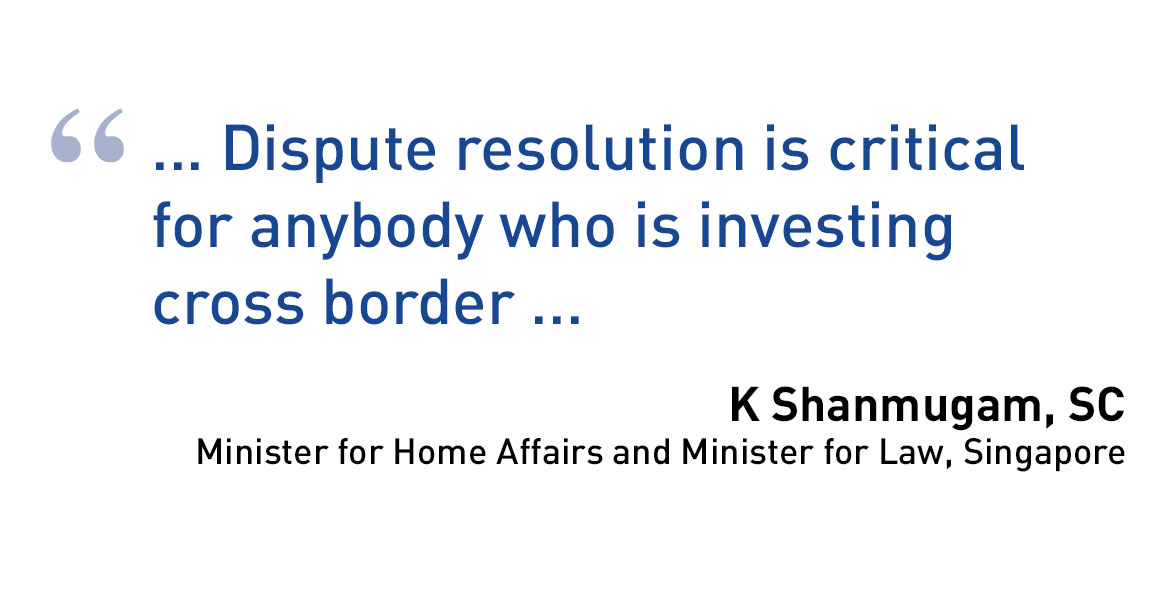 “ ... Dispute resolution is critical
for anybody who is investing
cross border ...
K Shanmugam, SC
Minister for Home Affairs and Minister for Law, Singapore